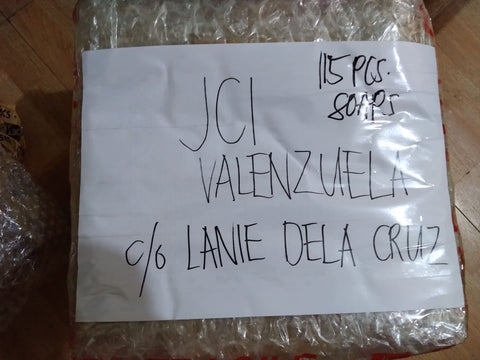 115 PCS.
SOAPS
JCI
VALENZUELA
c/o LANIE DELA CRUZ